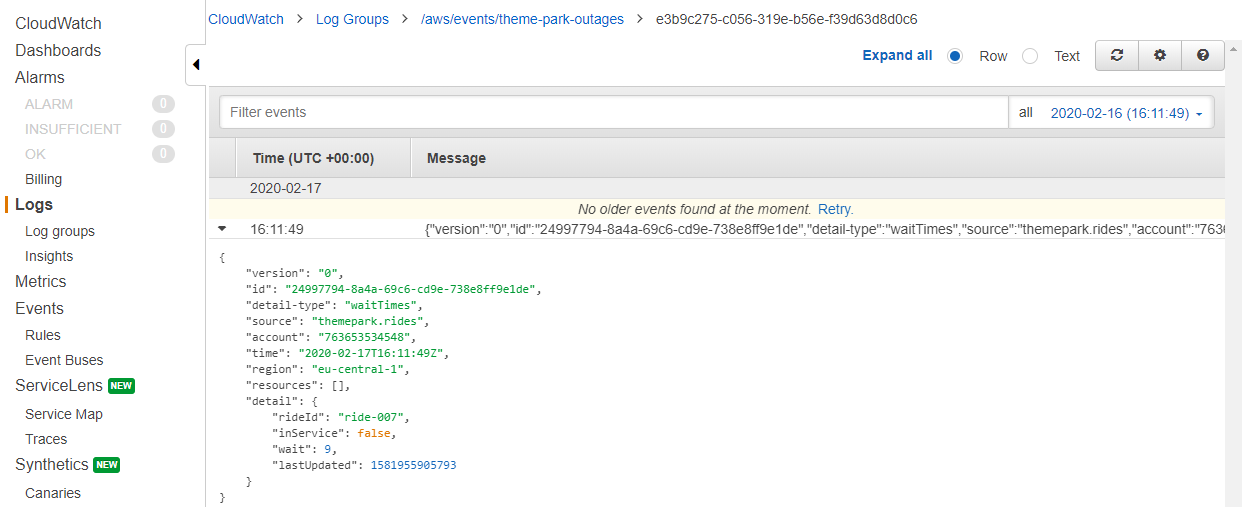 CloudWatch
Dashboards
Alarms
ALARM 0
INSUFFICIENT 0
OK 0
Billing
Logs
Log groups
Insights
Metrics
Events
Rules
Event Buses
ServiceLens NEW
Service Map
Traces
Synthetics NEW
Canaries
CloudWatch > Log Groups > /aws/events/theme-park-outages > e3b9c275-c056-319e-b56e-f39d63d8d0c6
Expand all Row Text
Filter events all 2020-02-16 (16:11:49)
Time (UTC +00:00) Message
2020-02-17
No older events found at the moment. Retry.
16:11:49 {"version":"0","id":"24997794-8a4a-69c6-cd9e-738e8ff9e1de","detail-type":"waitTimes","source":"themepark.rides","account":"763
{
"version": "0",
"id": "24997794-8a4a-69c6-cd9e-738e8ff9e1de",
"detail-type": "waitTimes",
"source": "themepark.rides",
"account": "763653534548",
"time": "2020-02-17T16:11:49Z",
"region": "eu-central-1",
"resources": [],
"detail": {
"rideId": "ride-007",
"inService": false,
"wait": 9,
"lastUpdated": 1581955905793
}
}